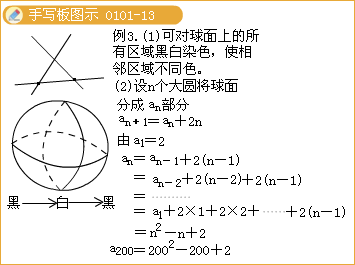 手写板图示 0101-13
例3.(1)可对球面上的所
有区域黑白染色，使相
邻区域不同色。
(2)设n个大圆将球面
分成aₙ部分
aₙ₊₁=aₙ+2n
由a₁=2
aₙ=aₙ₋₁+2(n-1)
=aₙ₋₂+2(n-2)+2(n-1)
=…………
=a₁+2×1+2×2+……+2(n-1)
=n²-n+2
a₂₀₀=200²-200+2
黑 白 黑